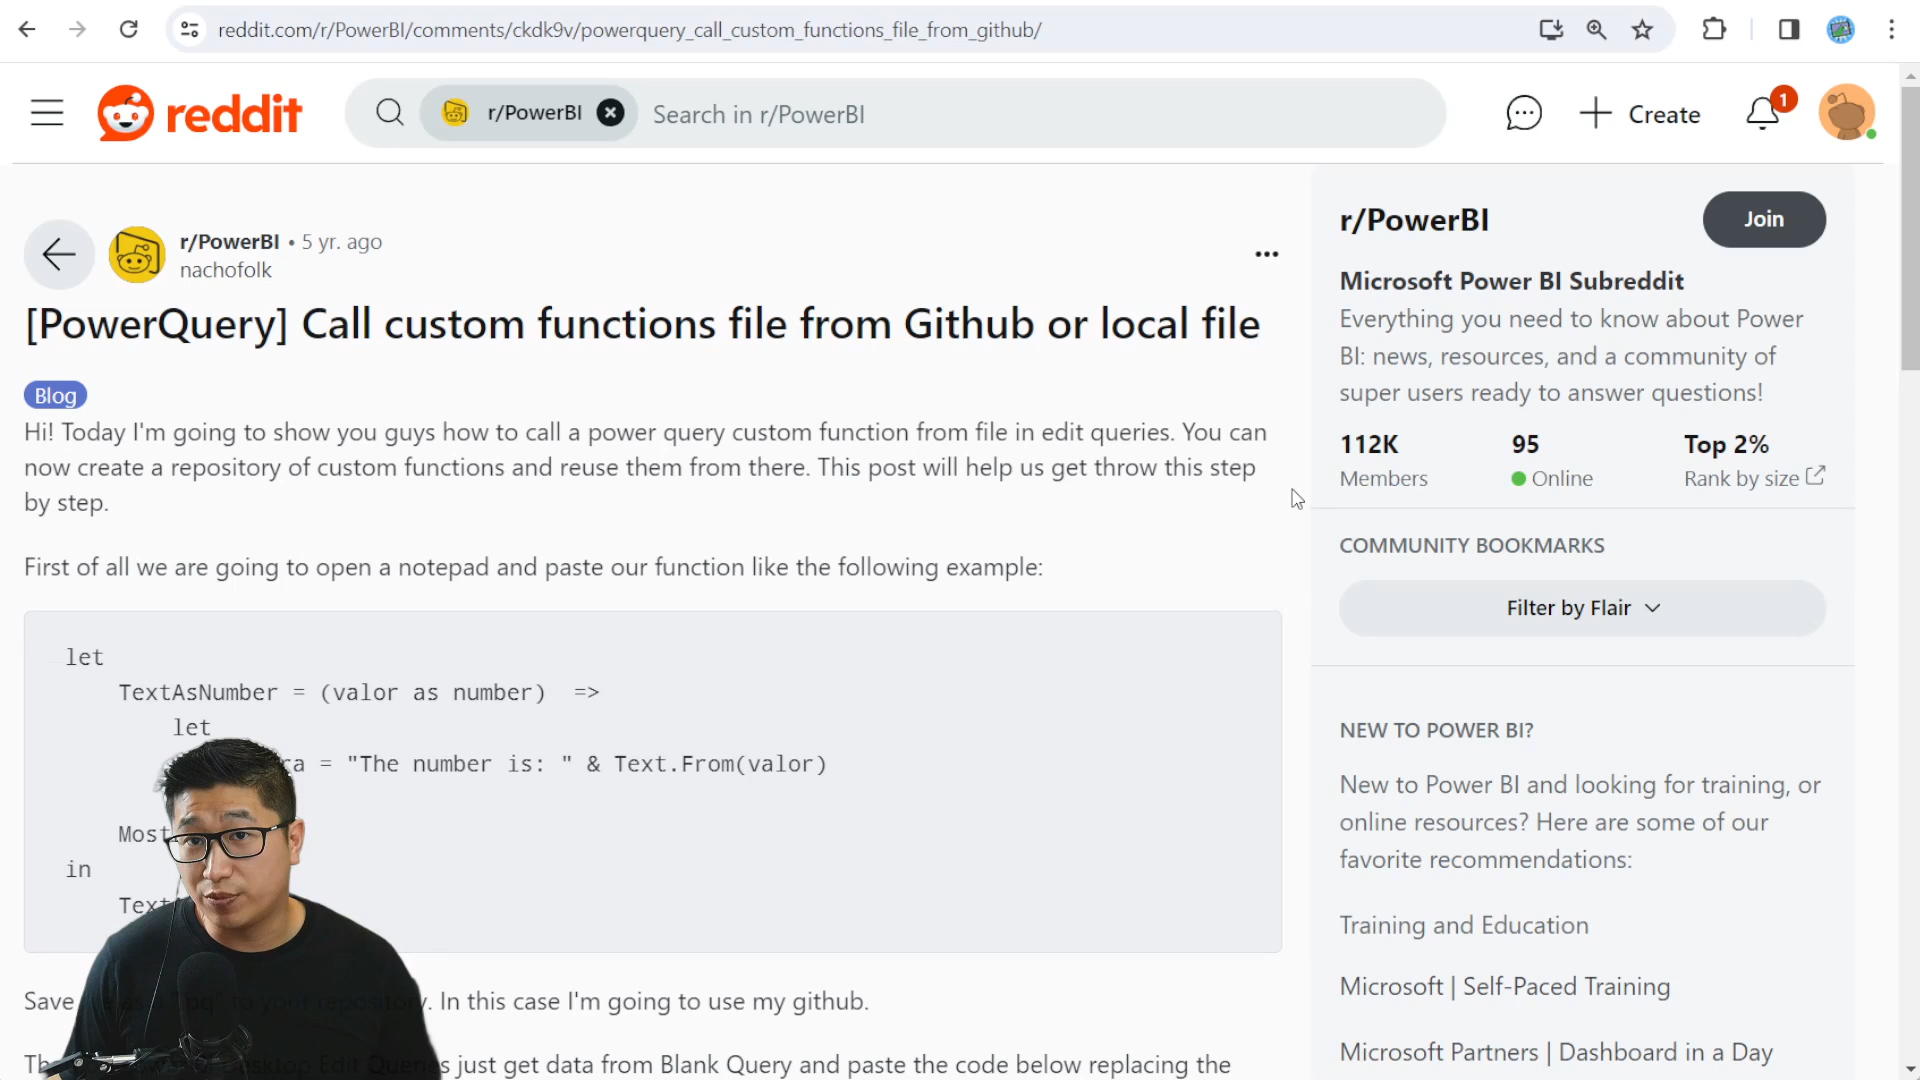 reddit.com/r/PowerBI/comments/ckdk9v/powerquery_call_custom_functions_file_from_github/
reddit
r/PowerBI
Search in r/PowerBI
Create
1
r/PowerBI • 5 yr. ago
nachofolk
[PowerQuery] Call custom functions file from Github or local file
Blog
Hi! Today I'm going to show you guys how to call a power query custom function from file in edit queries. You can
now create a repository of custom functions and reuse them from there. This post will help us get throw this step
by step.
First of all we are going to open a notepad and paste our function like the following example:
let
TextAsNumber = (valor as number) =>
let
= "The number is: " & Text.From(valor)
in
Save to your repository. In this case I'm going to use my github.
Desktop Edit Queries just get data from Blank Query and paste the code below replacing the
r/PowerBI
Join
Microsoft Power BI Subreddit
Everything you need to know about Power
BI: news, resources, and a community of
super users ready to answer questions!
112K
Members
95
Online
Top 2%
Rank by size
COMMUNITY BOOKMARKS
Filter by Flair
NEW TO POWER BI?
New to Power BI and looking for training, or
online resources? Here are some of our
favorite recommendations:
Training and Education
Microsoft | Self-Paced Training
Microsoft Partners | Dashboard in a Day